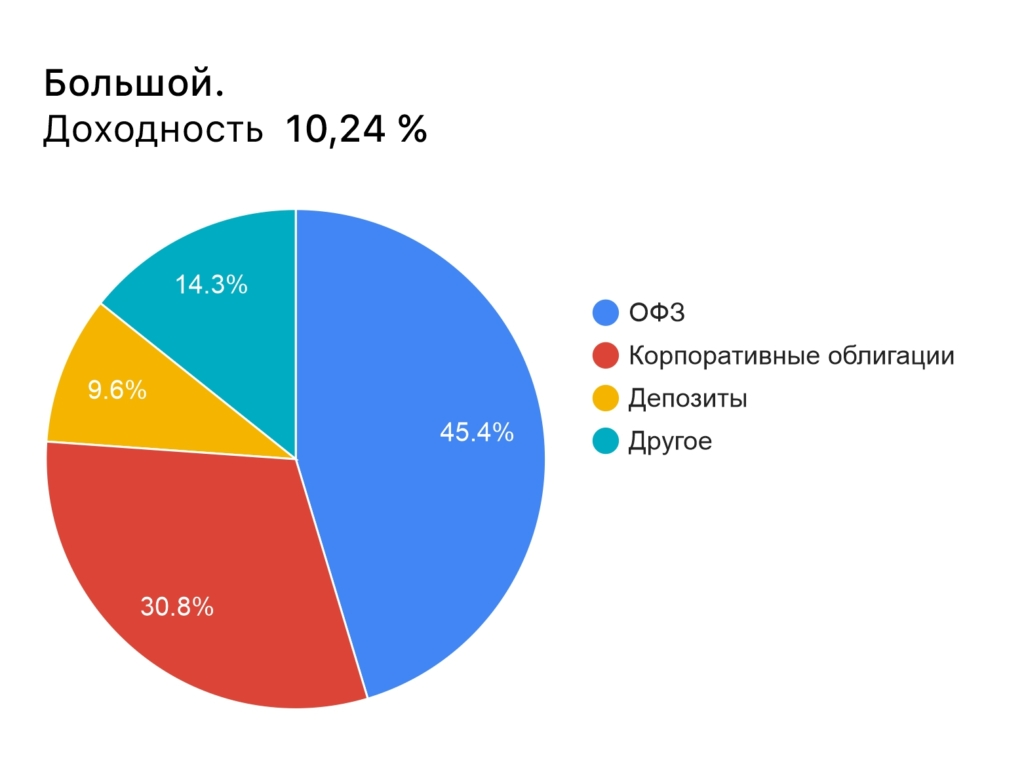 Большой.
Доходность 10,24 %
14.3%
9.6%
45.4%
30.8%
ОФЗ
Корпоративные облигации
Депозиты
Другое